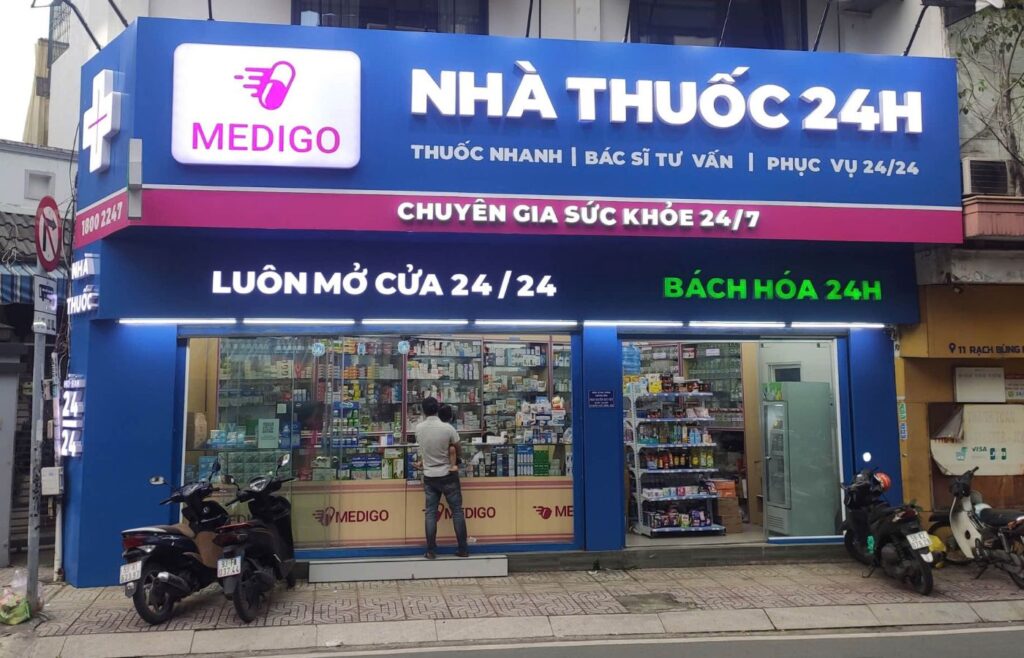 MEDIGO
NHÀ THUỐC 24H
THUỐC NHANH | BÁC SĨ TƯ VẤN | PHỤC VỤ 24/24
1800 2247
CHUYÊN GIA SỨC KHỎE 24/7
NHÀ
THUỐC
LUÔN MỞ CỬA 24/24
BÁCH HÓA 24H
24
24
MEDIGO
MEDIGO
ME
11 RẠCH BÙNG
VISA